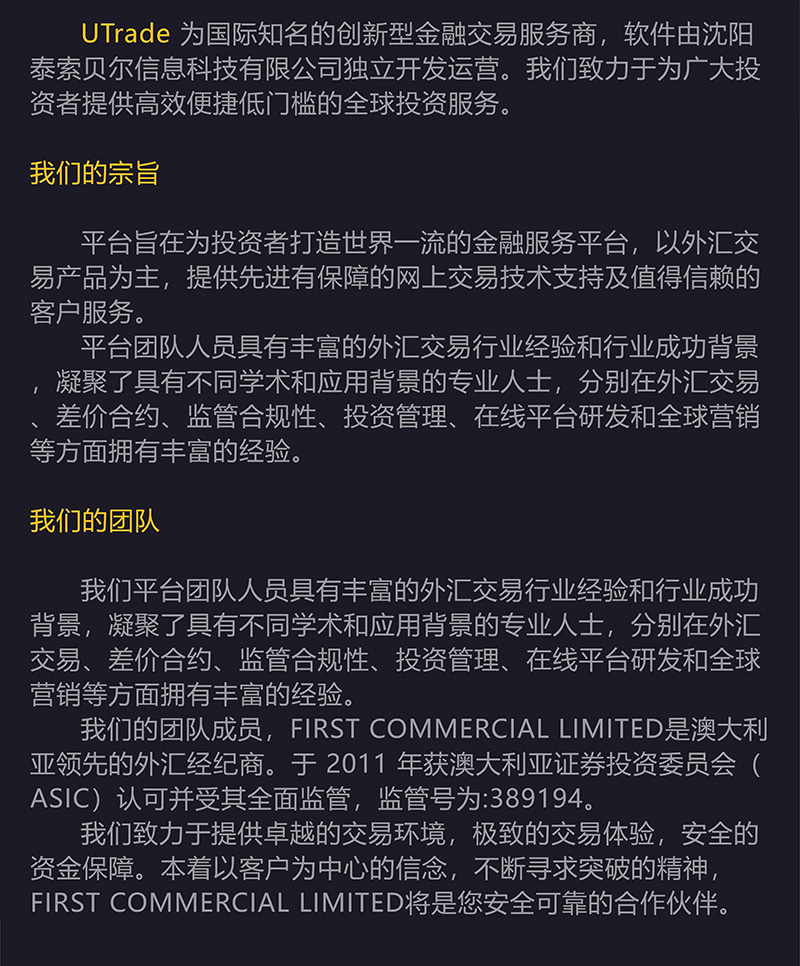 UTrade 为国际知名的创新型金融交易服务商，软件由沈阳
泰索贝尔信息科技有限公司独立开发运营。我们致力于为广大投
资者提供高效便捷低门槛的全球投资服务。
我们的宗旨
平台旨在为投资者打造世界一流的金融服务平台，以外汇交
易产品为主，提供先进有保障的网上交易技术支持及值得信赖的
客户服务。
平台团队人员具有丰富的外汇交易行业经验和行业成功背景
，凝聚了具有不同学术和应用背景的专业人士，分别在外汇交易
、差价合约、监管合规性、投资管理、在线平台研发和全球营销
等方面拥有丰富的经验。
我们的团队
我们平台团队人员具有丰富的外汇交易行业经验和行业成功
背景，凝聚了具有不同学术和应用背景的专业人士，分别在外汇
交易、差价合约、监管合规性、投资管理、在线平台研发和全球
营销等方面拥有丰富的经验。
我们的团队成员，FIRST COMMERCIAL LIMITED是澳大利
亚领先的外汇经纪商。于 2011 年获澳大利亚证券投资委员会（
ASIC）认可并受其全面监管，监管号为:389194。
我们致力于提供卓越的交易环境，极致的交易体验，安全的
资金保障。本着以客户为中心的信念，不断寻求突破的精神，
FIRST COMMERCIAL LIMITED将是您安全可靠的合作伙伴。